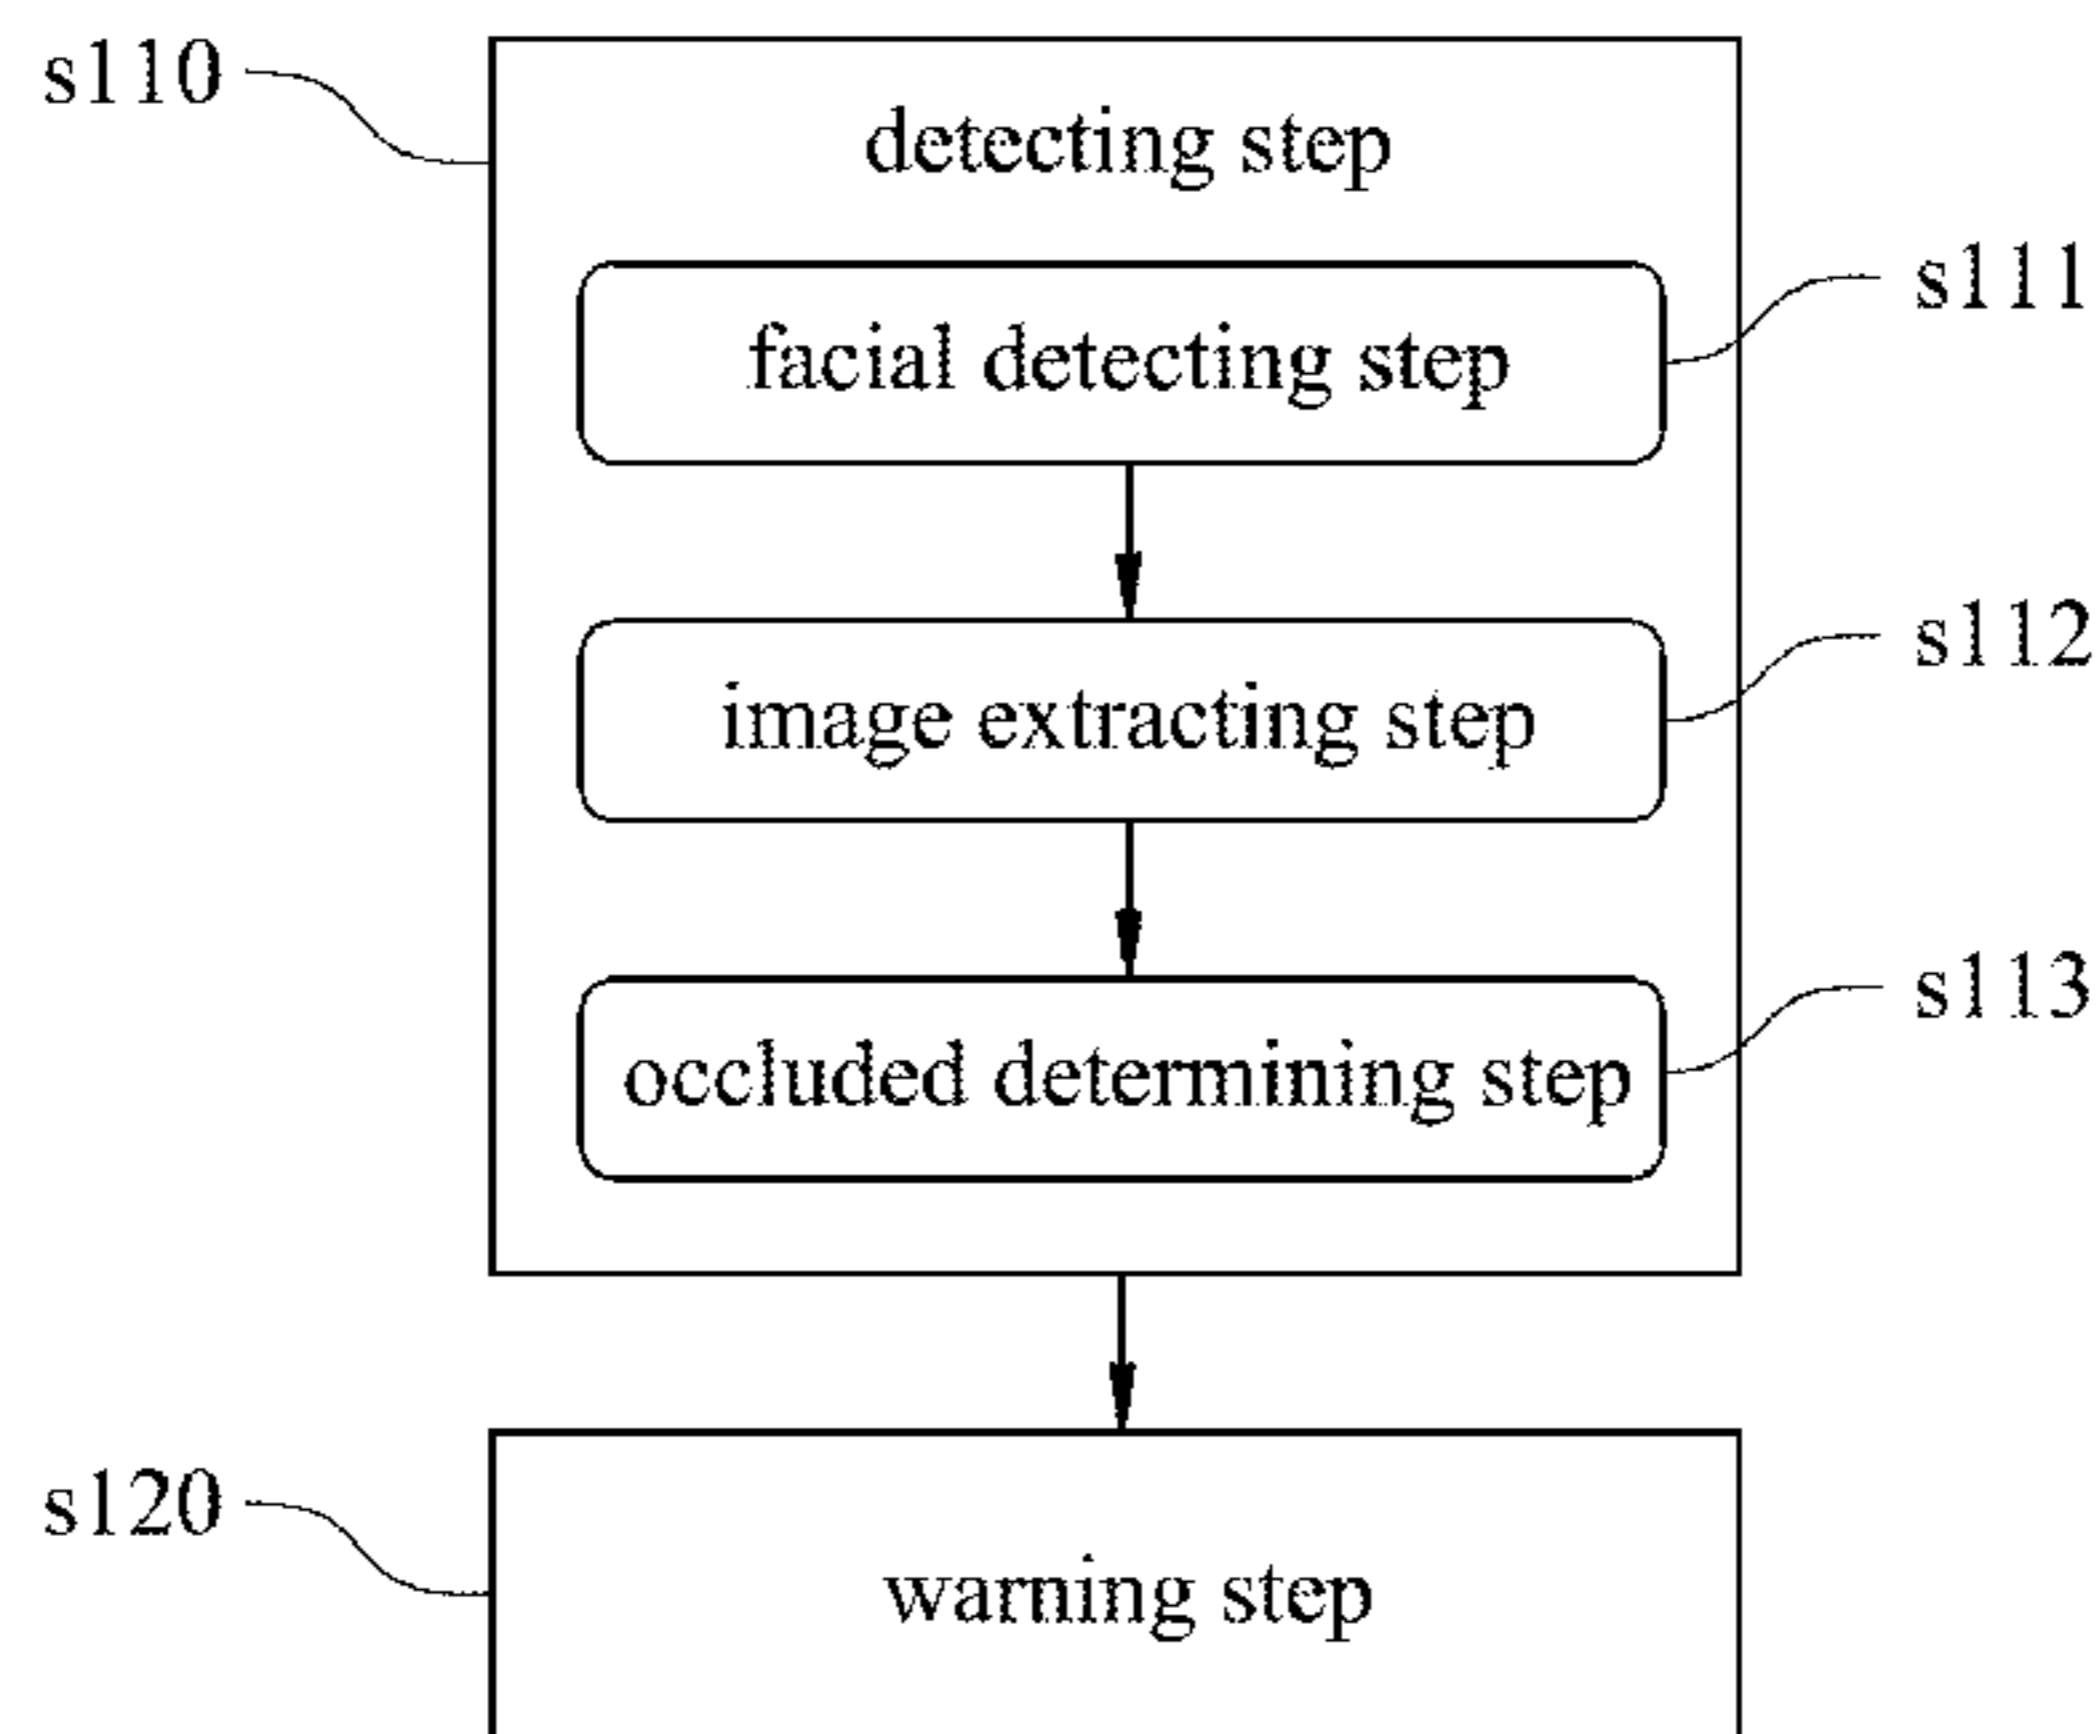 s110
detecting step
s111
facial detecting step
s112
image extracting step
s113
occluded determining step
s120
warning step